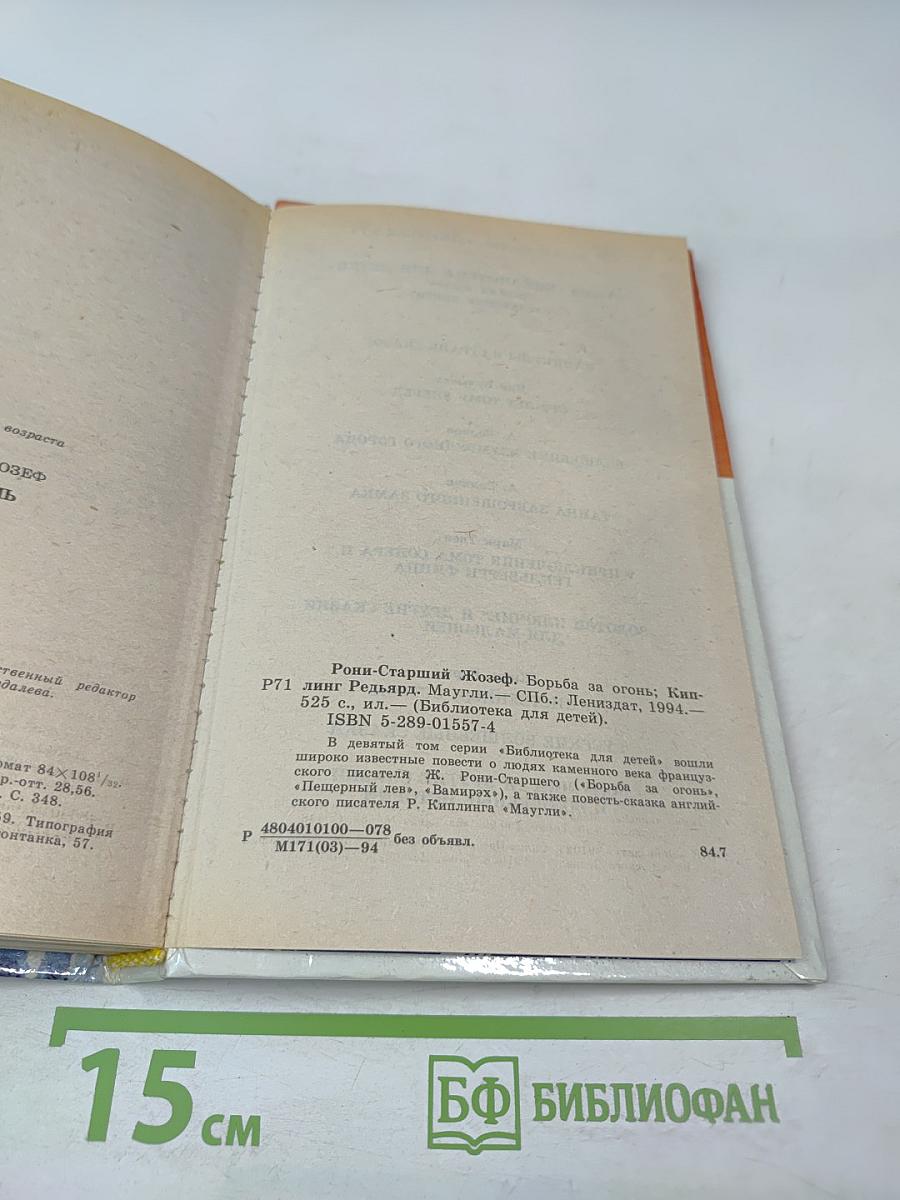 возраста
ОЗЕФ
Ь
ственный редактор
далева.
мат 84×108¹/₃₂.
р.-отт. 28,56.
. С. 348.
59. Типография
онтанка, 57.
Рони-Старший Жозеф. Борьба за огонь; Кип-
Р71 линг Редьярд. Маугли.— СПб.: Лениздат, 1994.—
525 с., ил.— (Библиотека для детей).
ISBN 5-289-01557-4
В девятый том серии «Библиотека для детей» вошли
широко известные повести о людях каменного века француз-
ского писателя Ж. Рони-Старшего («Борьба за огонь»,
«Пещерный лев», «Вамирэх»), а также повесть-сказка англий-
ского писателя Р. Киплинга «Маугли».
Р 4804010100—078 без объявл.
М171(03)—94
84.7
15 см
БФ БИБЛИОФАН